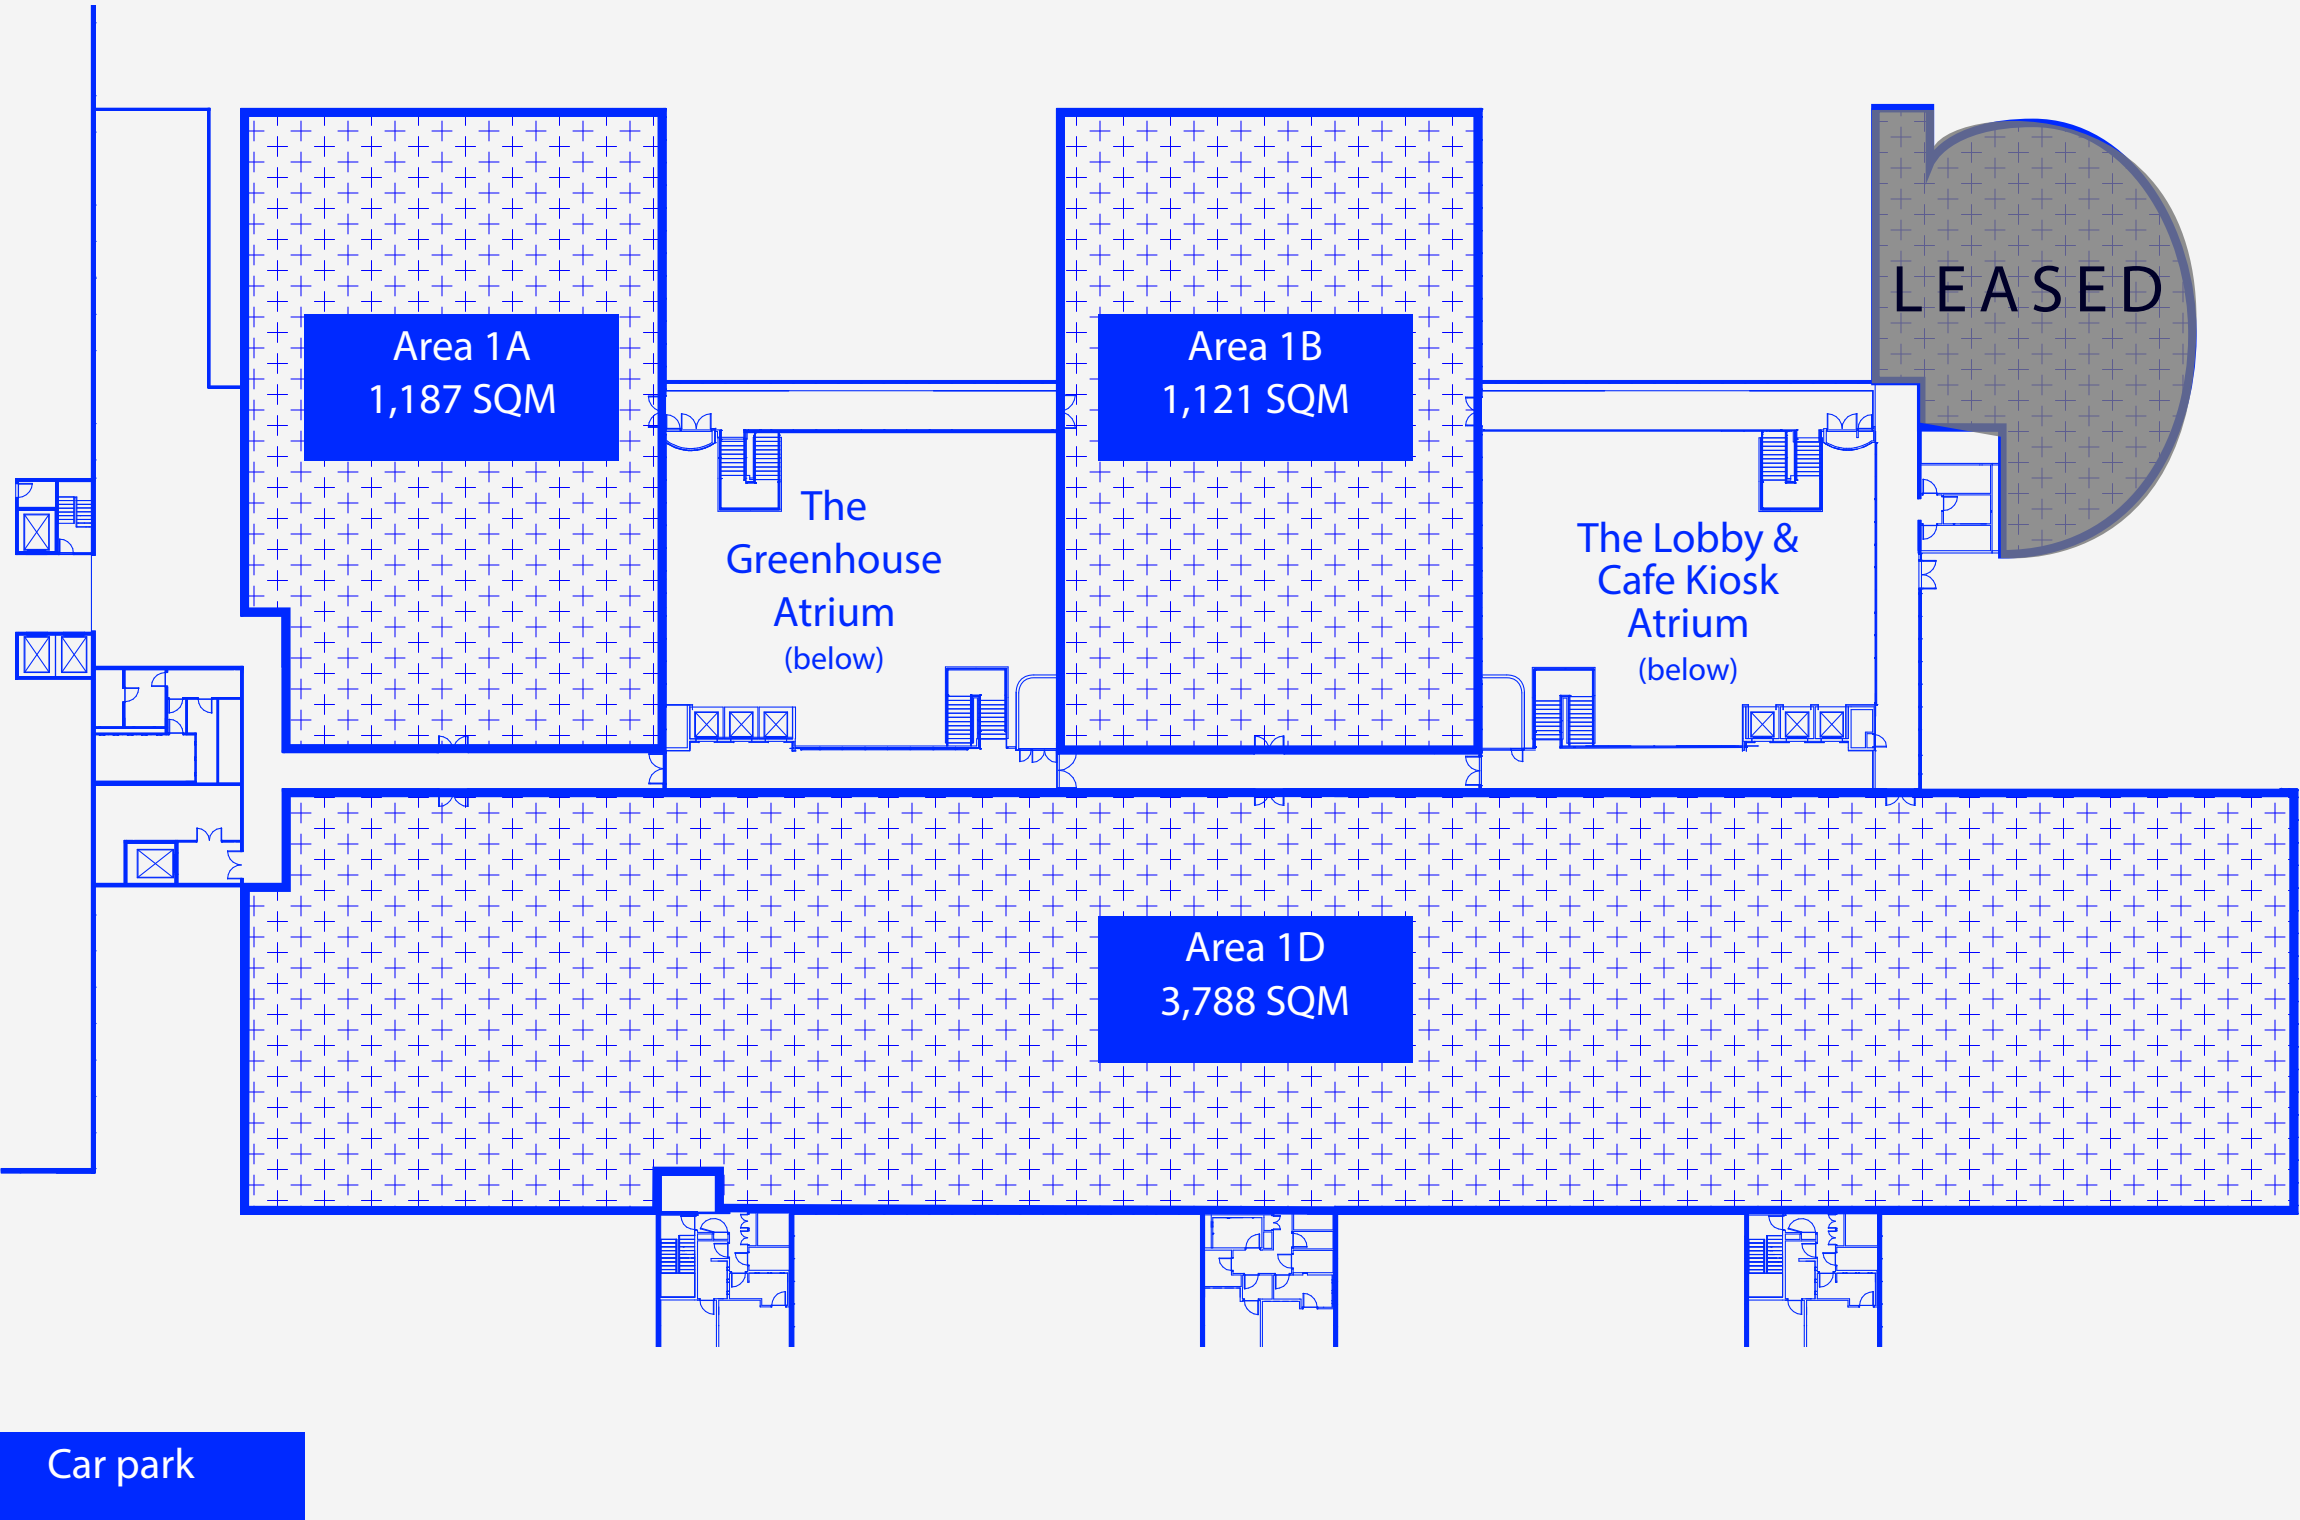 Area 1A
1,187 SQM
Area 1B
1,121 SQM
LEASED
The
Greenhouse
Atrium
(below)
The Lobby &
Cafe Kiosk
Atrium
(below)
Area 1D
3,788 SQM
Car park